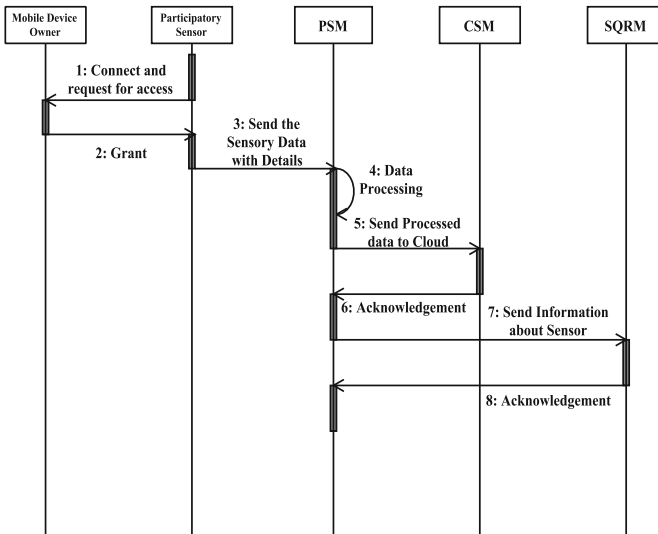 Mobile Device
Owner
Participatory
Sensor
PSM
CSM
SQRM
1: Connect and
request for access
2: Grant
3: Send the
Sensory Data
with Details
4: Data
Processing
5: Send Processed
data to Cloud
6: Acknowledgement
7: Send Information
about Sensor
8: Acknowledgement